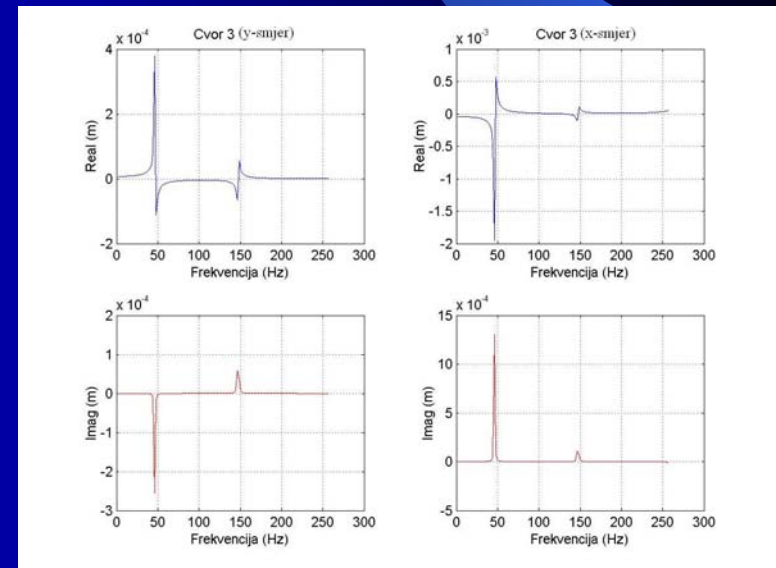 x 10⁻⁴
Cvor 3 (y-smjer)
4
2
0
-2
Real (m)
0 50 100 150 200 250 300
Frekvencija (Hz)
x 10⁻³
Cvor 3 (x-smjer)
1
0.5
0
-0.5
-1
-1.5
-2
Real (m)
0 50 100 150 200 250 300
Frekvencija (Hz)
x 10⁻⁴
2
1
0
-1
-2
-3
Imag (m)
0 50 100 150 200 250 300
Frekvencija (Hz)
x 10⁻⁴
15
10
5
0
-5
Imag (m)
0 50 100 150 200 250 300
Frekvencija (Hz)